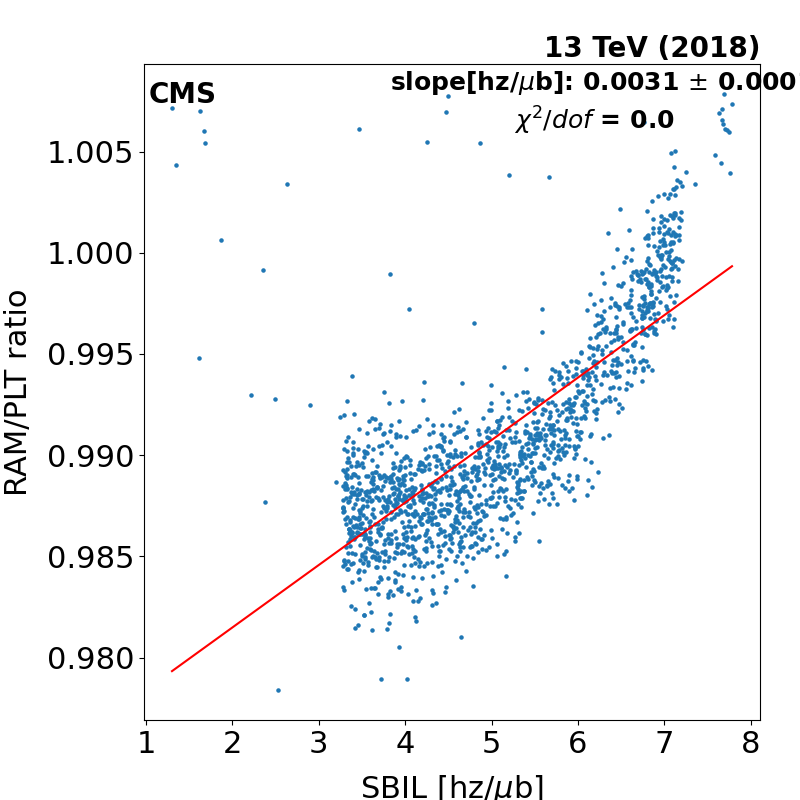 13 TeV (2018)
CMS
slope[hz/μb]: 0.0031 ± 0.000
χ²/dof = 0.0
RAM/PLT ratio
1.005
1.000
0.995
0.990
0.985
0.980
1 2 3 4 5 6 7 8
SBIL [hz/μb]